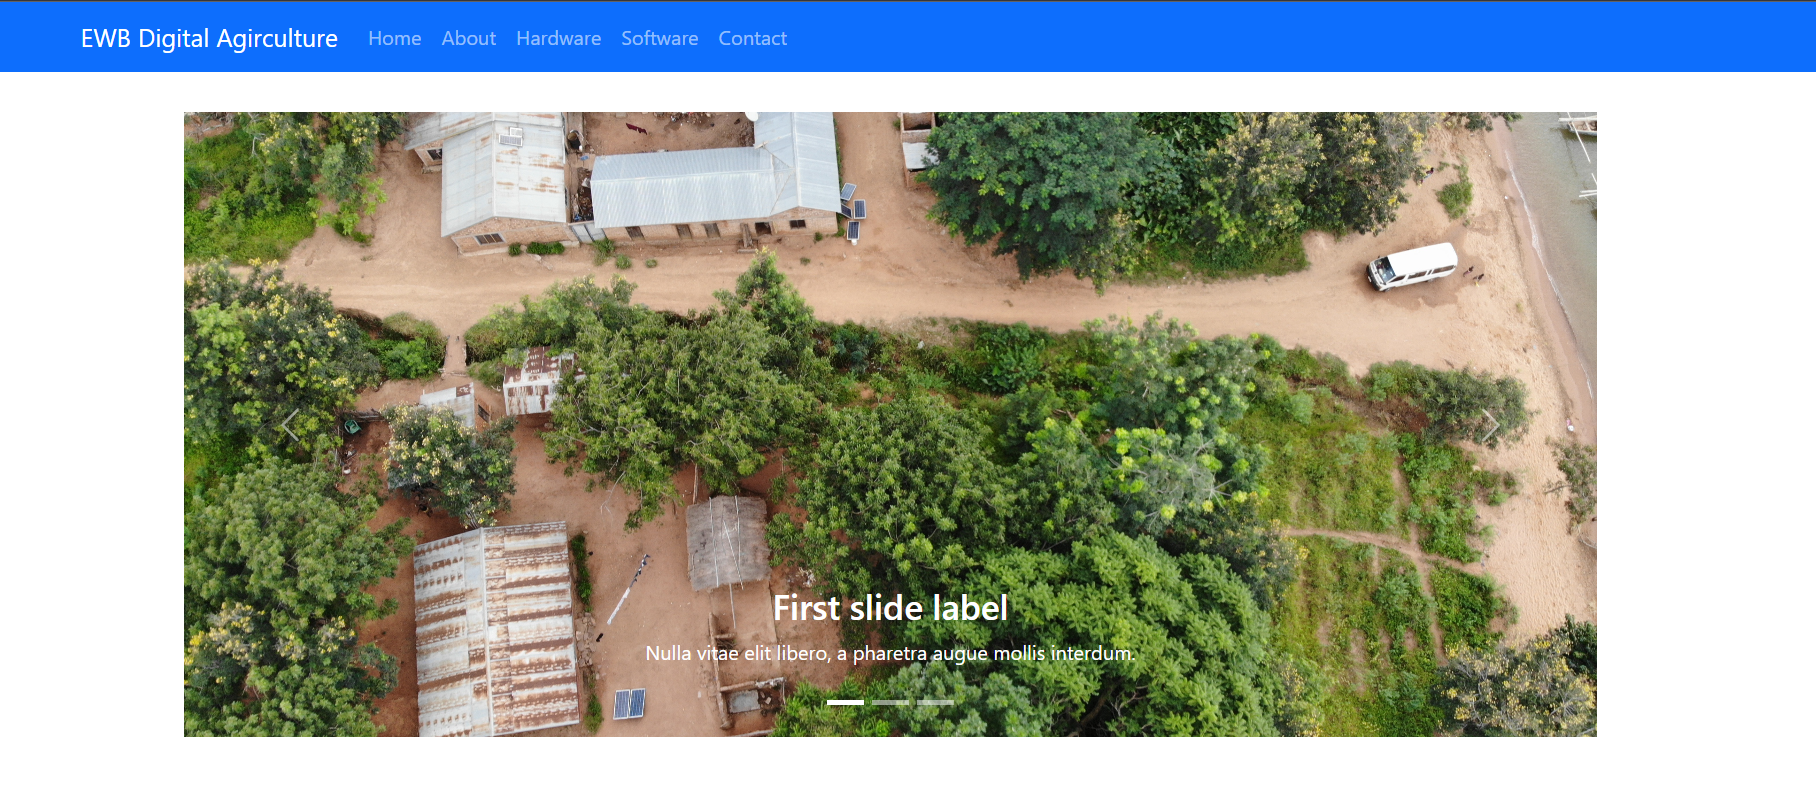 EWB Digital Agirculture Home About Hardware Software Contact
First slide label
Nulla vitae elit libero, a pharetra augue mollis interdum.